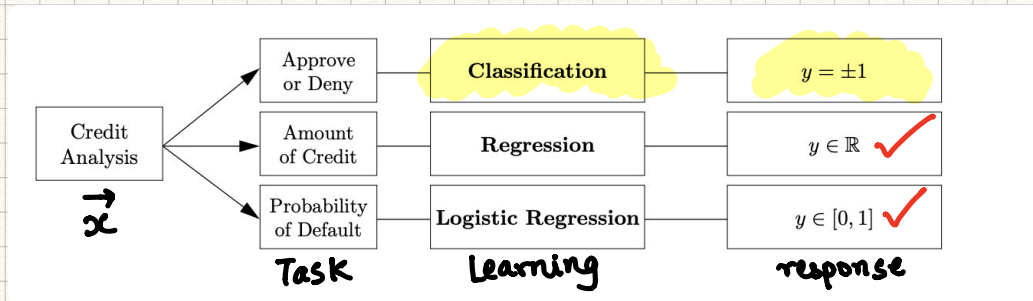 Approve
or Deny
Classification
y = ±1
Credit
Analysis
Amount
of Credit
Regression
y ∈ ℝ
Probability
of Default
Logistic Regression
y ∈ [0, 1]
x⃗
Task
Learning
response